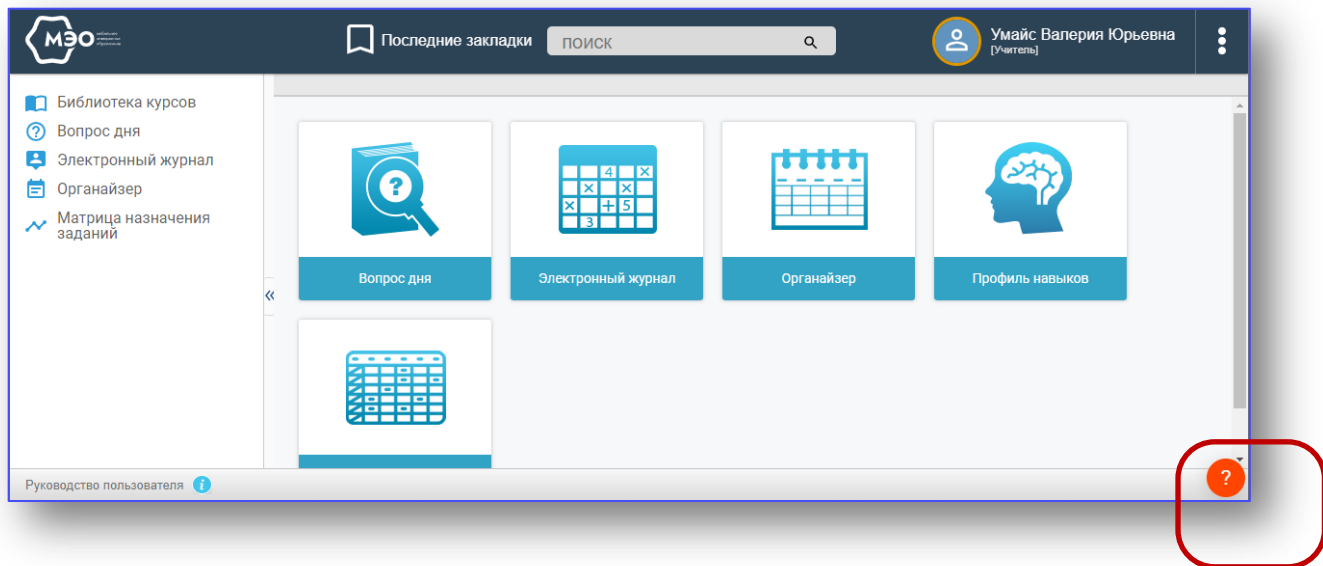 МЭО
Последние закладки
поиск
Умайс Валерия Юрьевна
[Учитель]
Библиотека курсов
Вопрос дня
Электронный журнал
Органайзер
Матрица назначения
заданий
Вопрос дня
Электронный журнал
Органайзер
Профиль навыков
Руководство пользователя